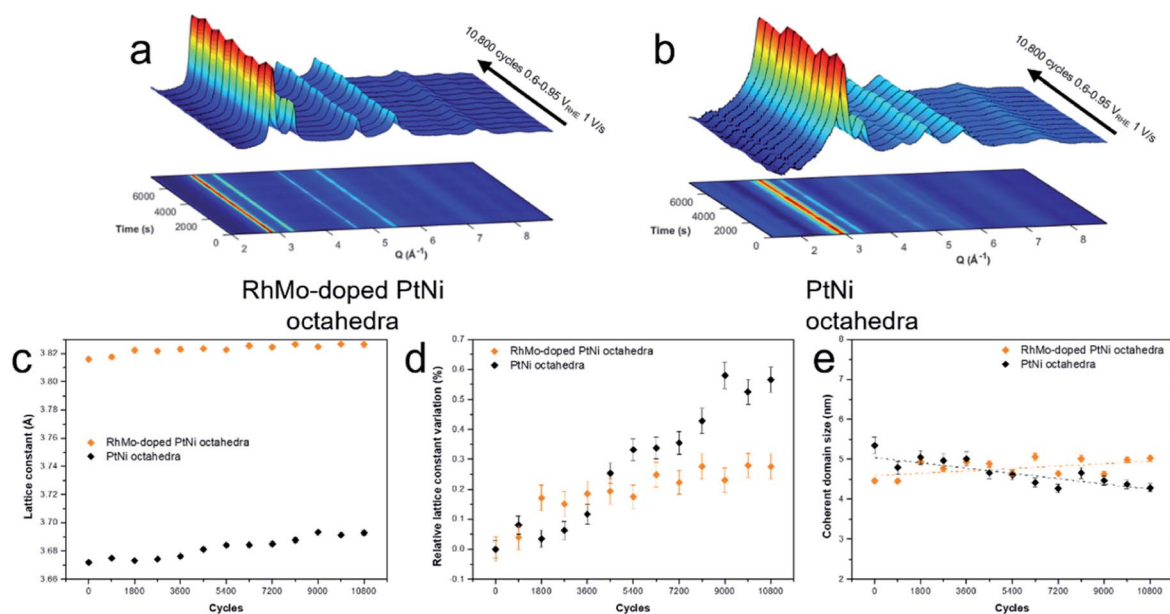 a
10,800 cycles 0.6-0.95 V_RHE 1 V/s
6000
4000
2000
0
Time (s)
2
3
4
5
6
7
8
Q (Å⁻¹)
b
10,800 cycles 0.6-0.95 V_RHE 1 V/s
6000
4000
2000
0
Time (s)
2
3
4
5
6
7
8
Q (Å⁻¹)
RhMo-doped PtNi
octahedra
PtNi
octahedra
c
3.82
3.80
3.78
3.76
3.74
3.72
3.70
3.68
3.66
Lattice constant (Å)
RhMo-doped PtNi octahedra
PtNi octahedra
0
1800
3600
5400
7200
9000
10800
Cycles
d
0.7
0.6
0.5
0.4
0.3
0.2
0.1
0.0
-0.1
Relative lattice constant variation (%)
RhMo-doped PtNi octahedra
PtNi octahedra
0
1800
3600
5400
7200
9000
10800
Cycles
e
8
7
6
5
4
3
2
Coherent domain size (nm)
RhMo-doped PtNi octahedra
PtNi octahedra
0
1800
3600
5400
7200
9000
10800
Cycles